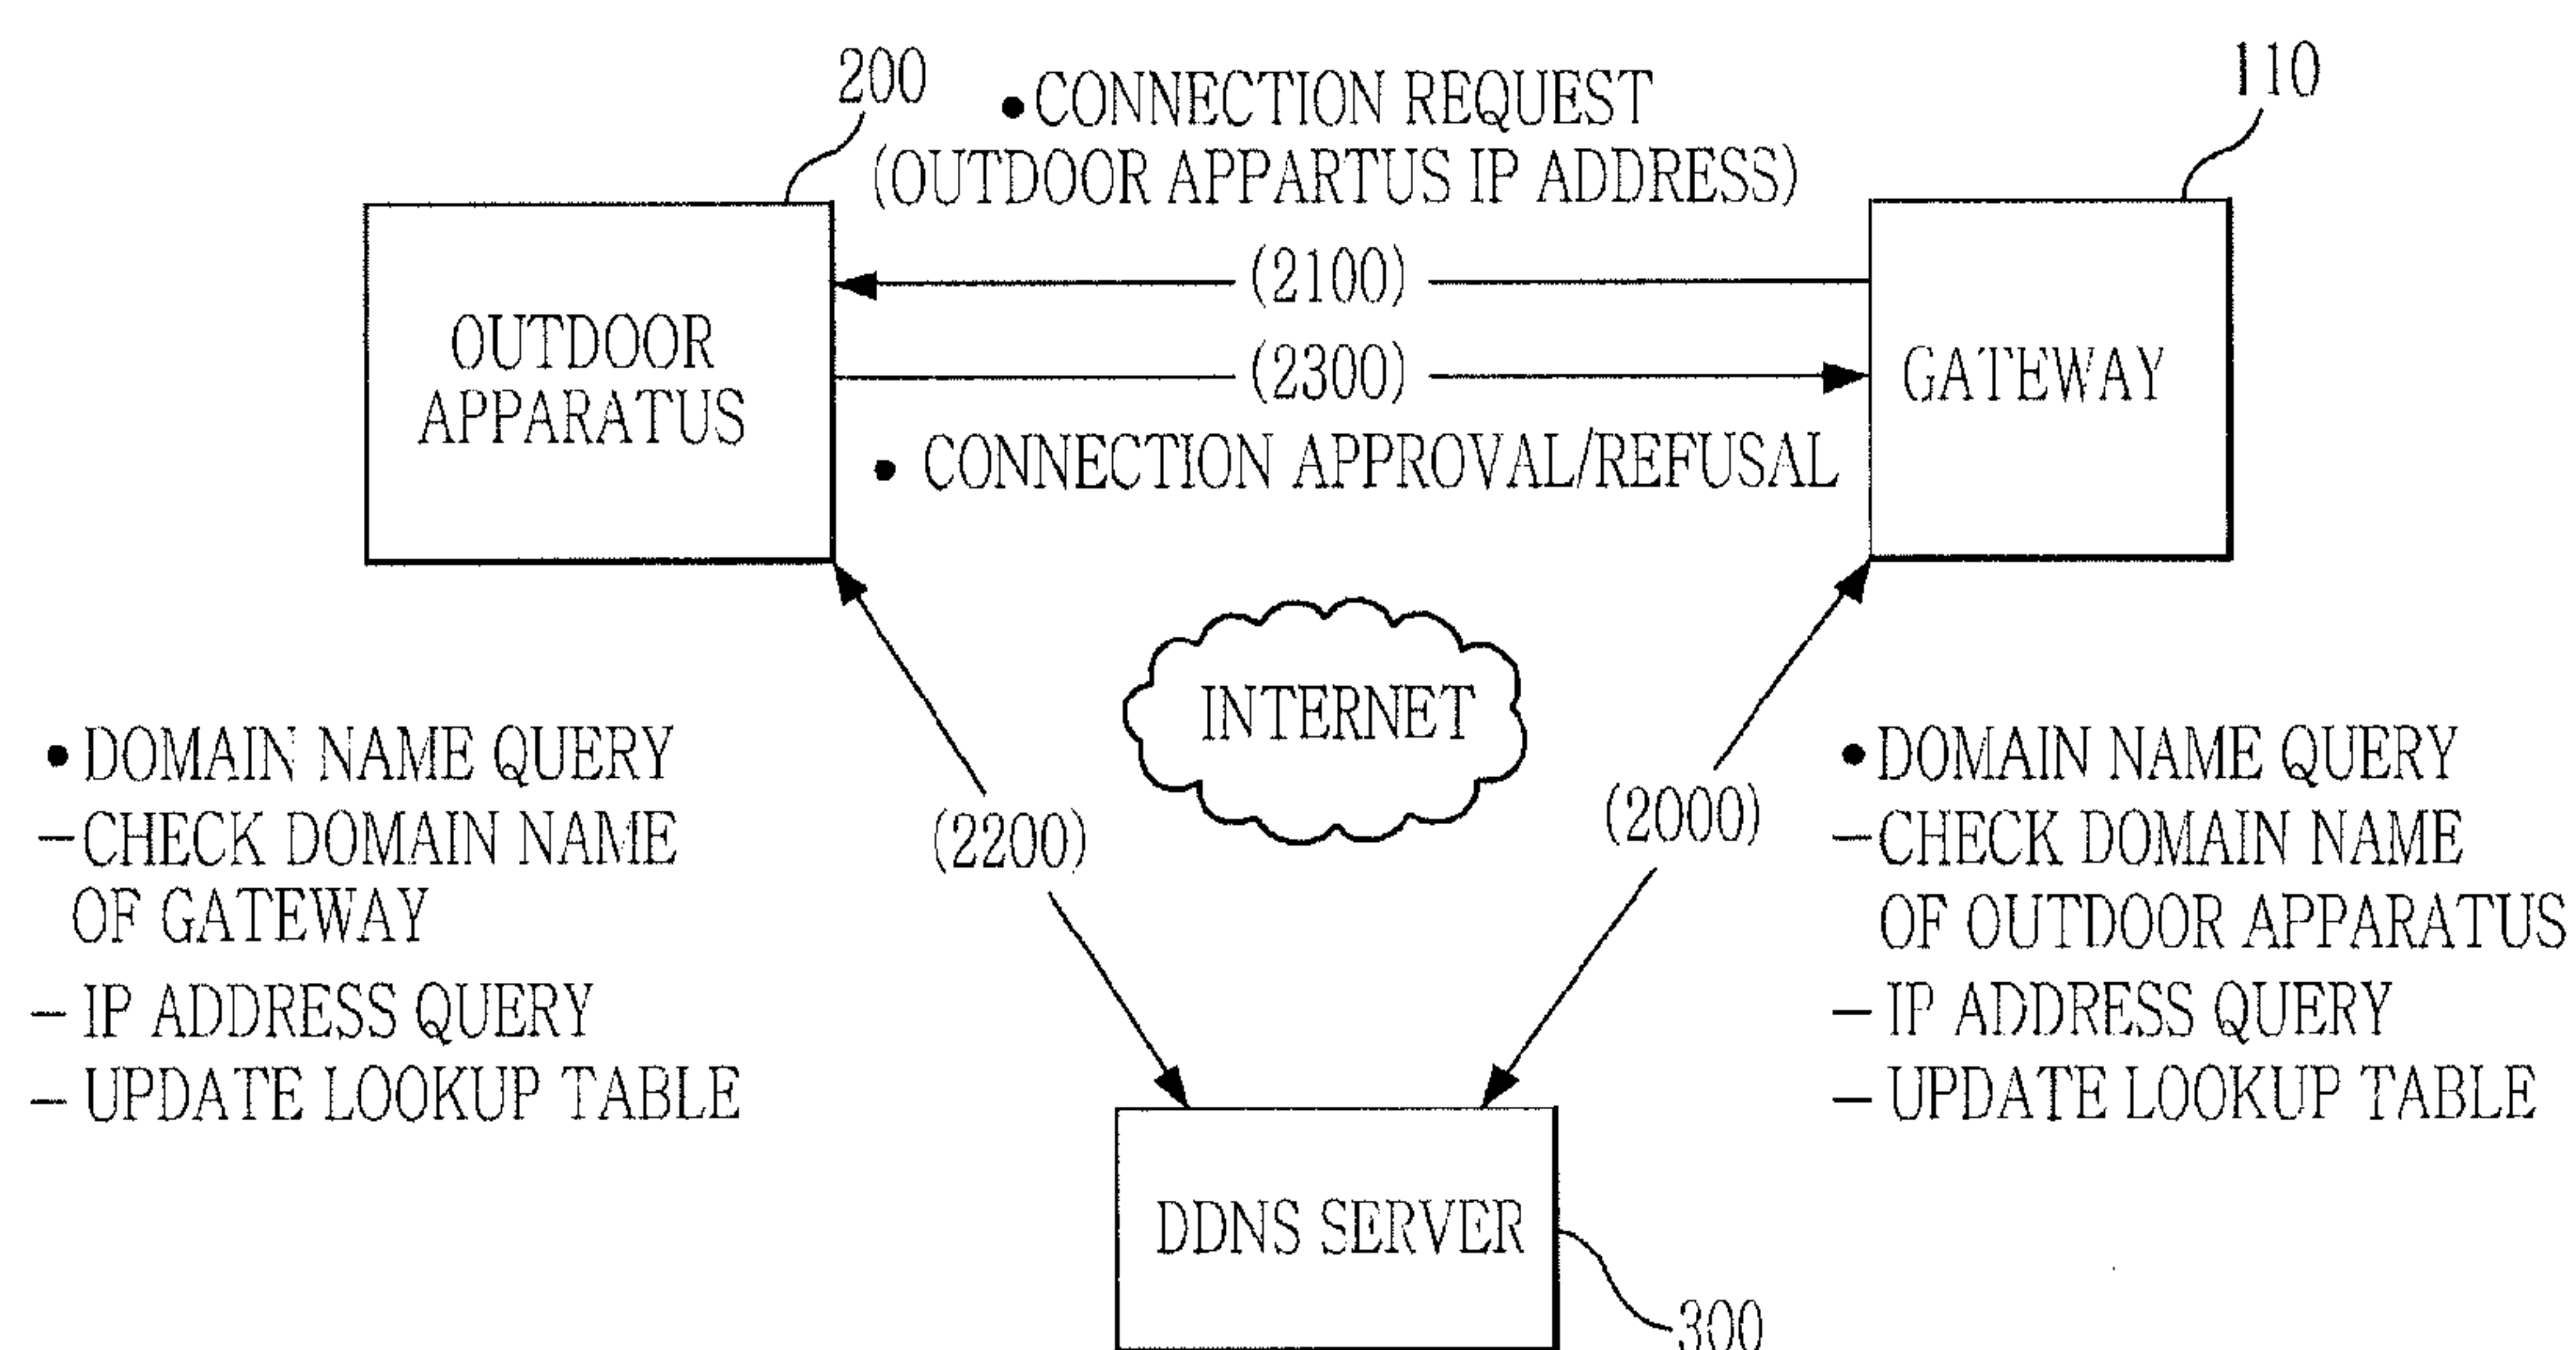 200
110
• CONNECTION REQUEST
(OUTDOOR APPARTUS IP ADDRESS)
(2100)
OUTDOOR
APPARATUS
(2300)
GATEWAY
• CONNECTION APPROVAL/REFUSAL
INTERNET
• DOMAIN NAME QUERY
– CHECK DOMAIN NAME
OF GATEWAY
– IP ADDRESS QUERY
– UPDATE LOOKUP TABLE
(2200)
(2000)
• DOMAIN NAME QUERY
– CHECK DOMAIN NAME
OF OUTDOOR APPARATUS
– IP ADDRESS QUERY
– UPDATE LOOKUP TABLE
DDNS SERVER
300